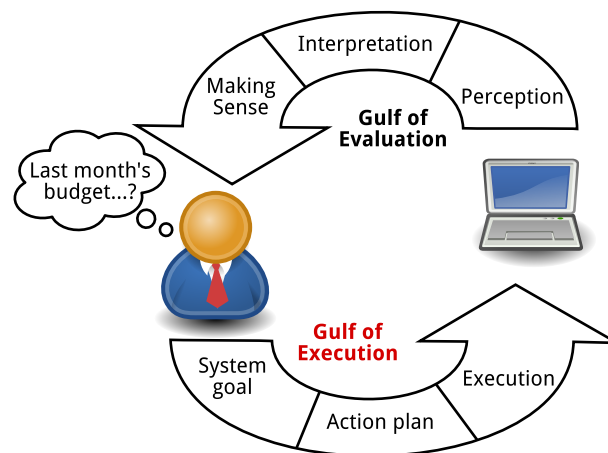 Interpretation
Making
Sense
Perception
Gulf of
Evaluation
Last month's
budget...?
Gulf of
Execution
System
goal
Action plan
Execution